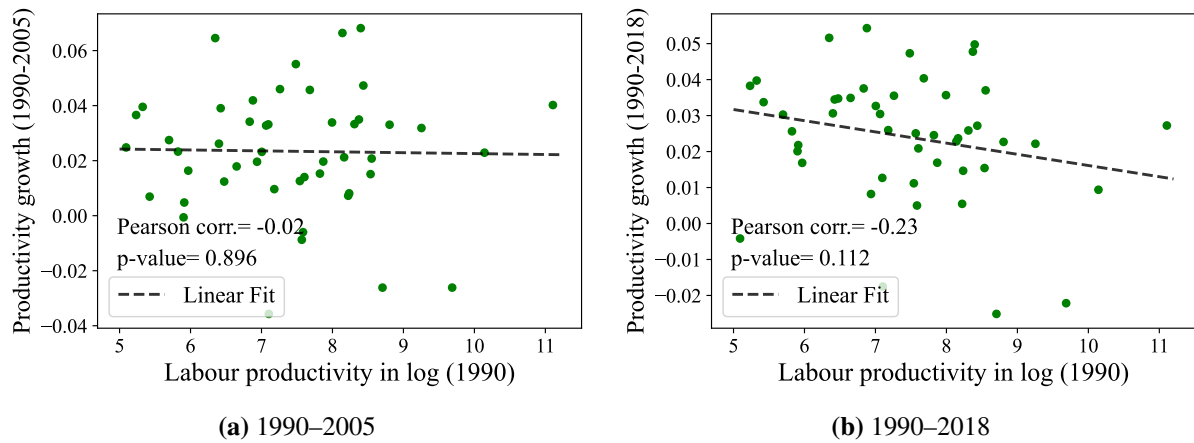 Productivity growth (1990-2005)
0.06
0.04
0.02
0.00
−0.02
−0.04
Pearson corr.= -0.02
p-value= 0.896
Linear Fit
5 6 7 8 9 10 11
Labour productivity in log (1990)
(a) 1990–2005
Productivity growth (1990-2018)
0.05
0.04
0.03
0.02
0.01
0.00
−0.01
−0.02
Pearson corr.= -0.23
p-value= 0.112
Linear Fit
5 6 7 8 9 10 11
Labour productivity in log (1990)
(b) 1990–2018